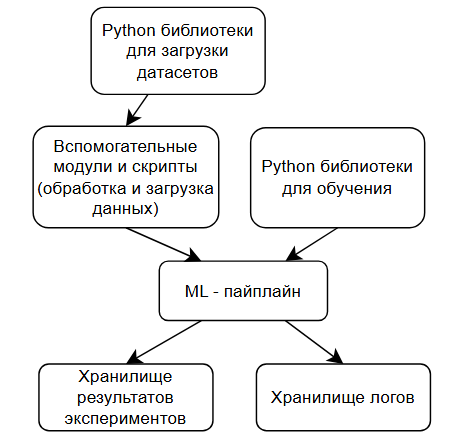 Python библиотеки
для загрузки
датасетов
Вспомогательные
модули и скрипты
(обработка и загрузка
данных)
Python библиотеки
для обучения
ML - пайплайн
Хранилище
результатов
экспериментов
Хранилище логов